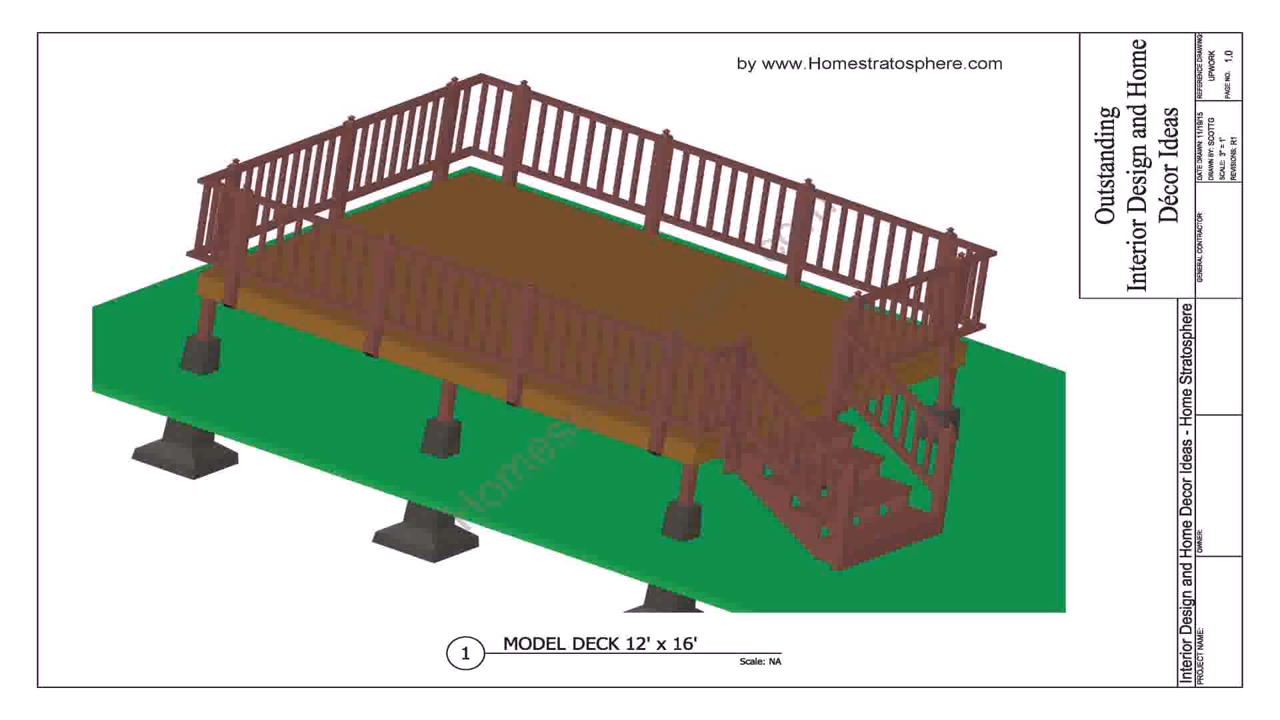 by www.Homestratosphere.com
Outstanding
Interior Design and Home
Décor Ideas
REFERENCE DRAWING:
UPWORK
PAGE NO. 1.0
DATE DRAWN: 11/19/15
DRAWN BY: SCOTTG
SCALE: 3" = 1'
REVISIONS: R1
GENERAL CONTRACTOR:
OWNER:
PROJECT NAME:
Interior Design and Home Decor Ideas - Home Stratosphere
1
MODEL DECK 12' x 16'
Scale: NA